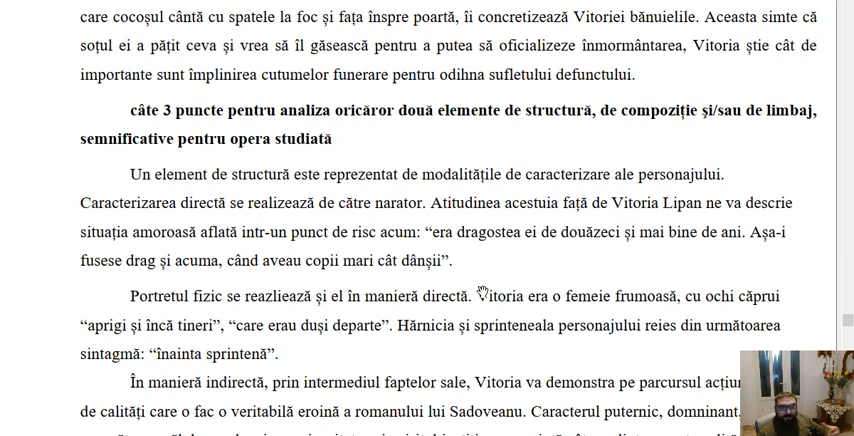 care cocoșul cântă cu spatele la foc și fața înspre poartă, îi concretizează Vitoriei bănuielile. Aceasta simte că
soțul ei a pățit ceva și vrea să îl găsească pentru a putea să oficializeze înmormântarea, Vitoria știe cât de
importante sunt împlinirea cutumelor funerare pentru odihna sufletului defunctului.
câte 3 puncte pentru analiza oricăror două elemente de structură, de compoziție şi/sau de limbaj,
semnificative pentru opera studiată
Un element de structură este reprezentat de modalitățile de caracterizare ale personajului.
Caracterizarea directă se realizează de către narator. Atitudinea acestuia față de Vitoria Lipan ne va descrie
situația amoroasă aflată intr-un punct de risc acum: “era dragostea ei de douăzeci și mai bine de ani. Așa-i
fusese drag și acuma, când aveau copii mari cât dânșii”.
Portretul fizic se reazliează și el în manieră directă. Vitoria era o femeie frumoasă, cu ochi căprui
“aprigi și încă tineri”, “care erau duși departe”. Hărnicia și sprinteneala personajului reies din următoarea
sintagmă: “înainta sprintenă”.
În manieră indirectă, prin intermediul faptelor sale, Vitoria va demonstra pe parcursul
de calități care o fac o veritabilă eroină a romanului lui Sadoveanu. Caracterul puternic, domninant,